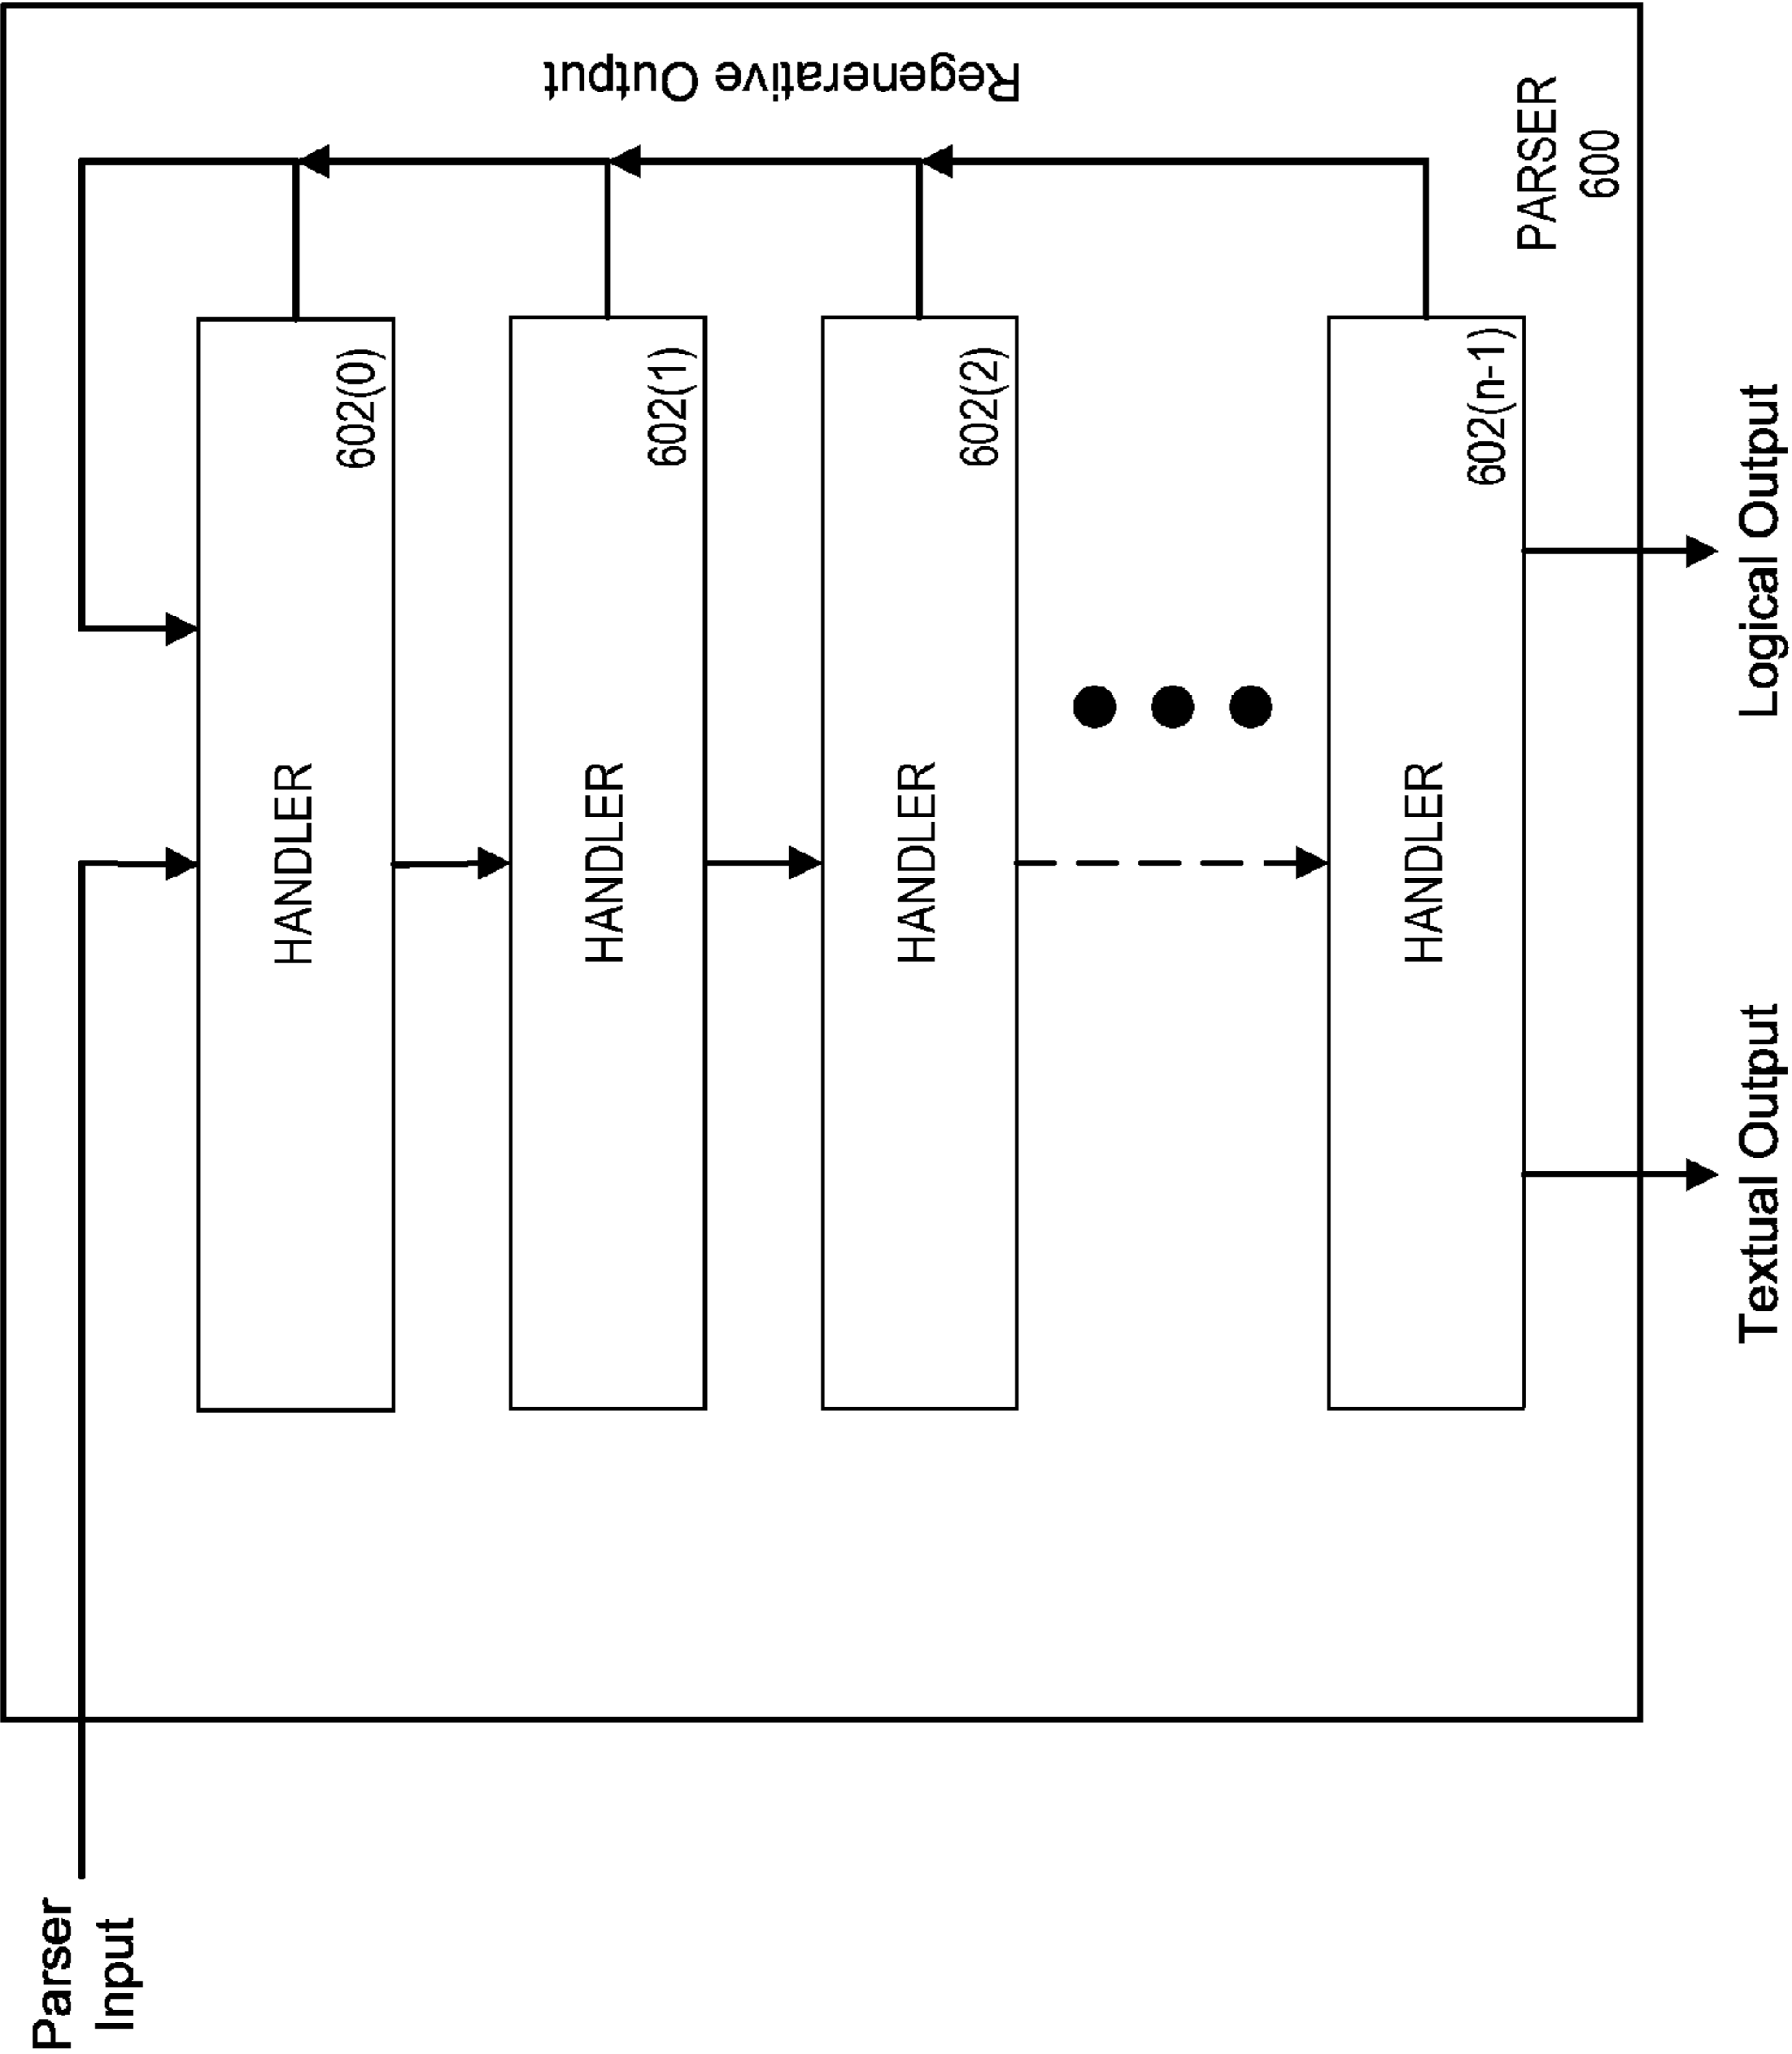 Parser
Input
HANDLER
602(0)
HANDLER
602(1)
HANDLER
602(2)
HANDLER
602(n-1)
Regenerative Output
PARSER
600
Textual Output
Logical Output